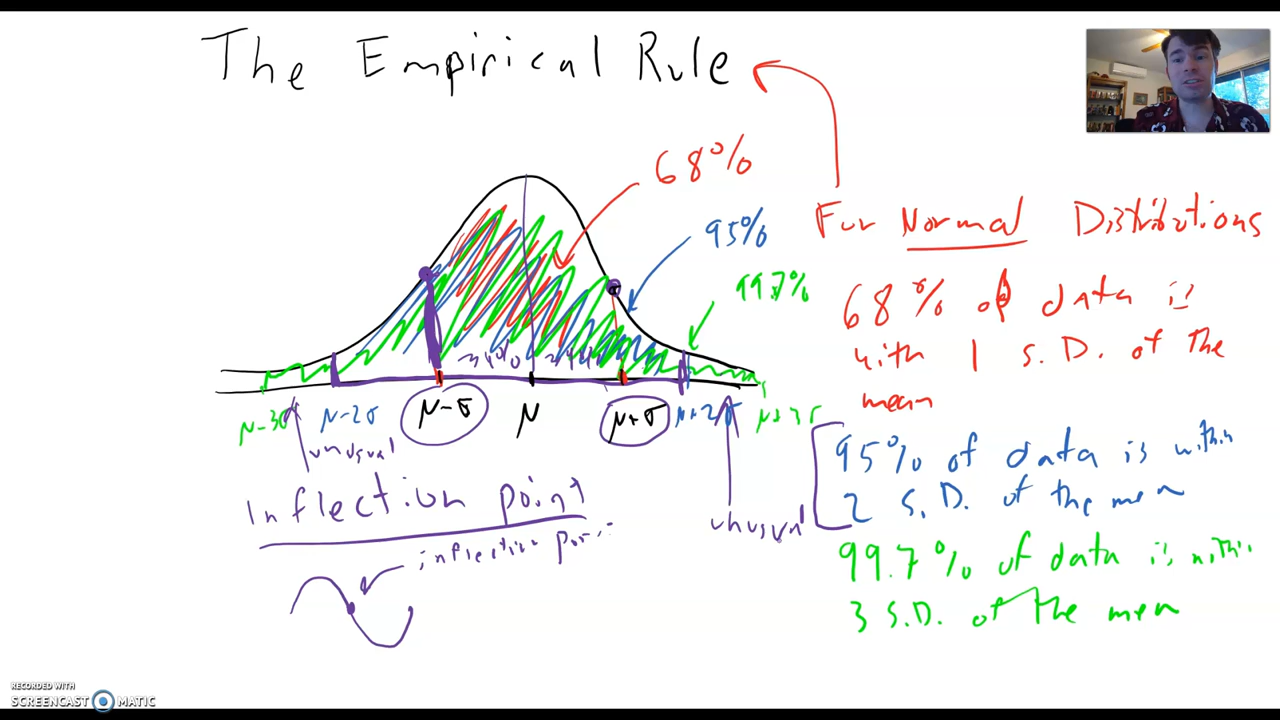 The Empirical Rule
68%
95%
99.7%
For Normal Distributions
68% of data is
with 1 S.D. of the
mean
95% of data is within
2 S.D. of the mean
99.7% of data is within
3 S.D. of the mean
34% 34%
μ-3σ μ-2σ μ-σ μ μ+σ μ+2σ μ+3σ
unusual
unusual
Inflection point
inflection point
RECORDED WITH
SCREENCAST MATIC